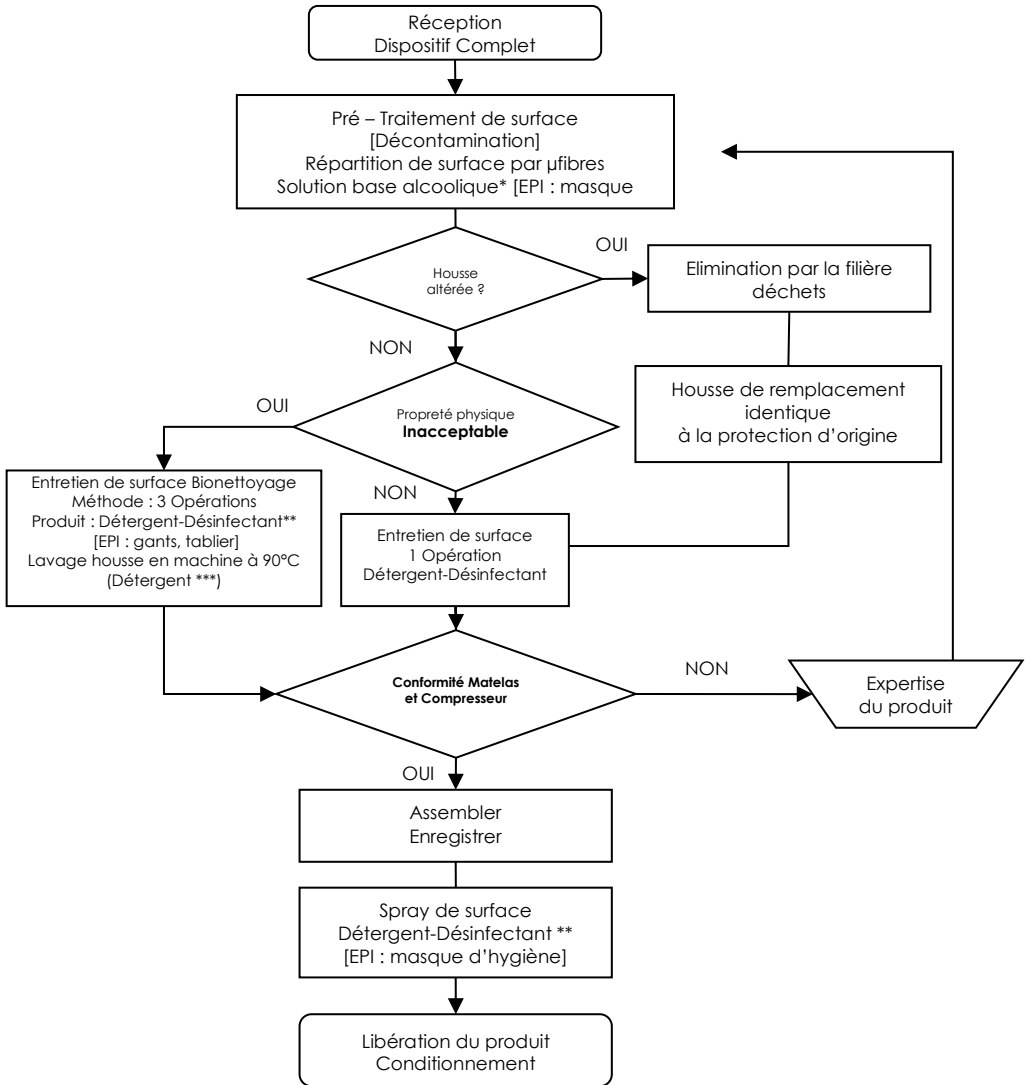 Réception
Dispositif Complet
Pré – Traitement de surface
[Décontamination]
Répartition de surface par µfibres
Solution base alcoolique* [EPI : masque
Housse
altérée ?
OUI
Elimination par la filière
déchets
Housse de remplacement
identique
à la protection d’origine
NON
Propreté physique
Inacceptable
OUI
Entretien de surface Bionettoyage
Méthode : 3 Opérations
Produit : Détergent-Désinfectant**
[EPI : gants, tablier]
Lavage housse en machine à 90°C
(Détergent ***)
NON
Entretien de surface
1 Opération
Détergent-Désinfectant
Conformité Matelas
et Compresseur
NON
Expertise
du produit
OUI
Assembler
Enregistrer
Spray de surface
Détergent-Désinfectant **
[EPI : masque d’hygiène]
Libération du produit
Conditionnement